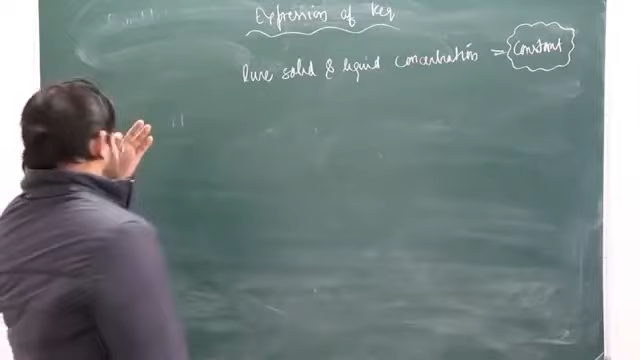 Expression of Keq
Pure solid & liquid concentration = Constant